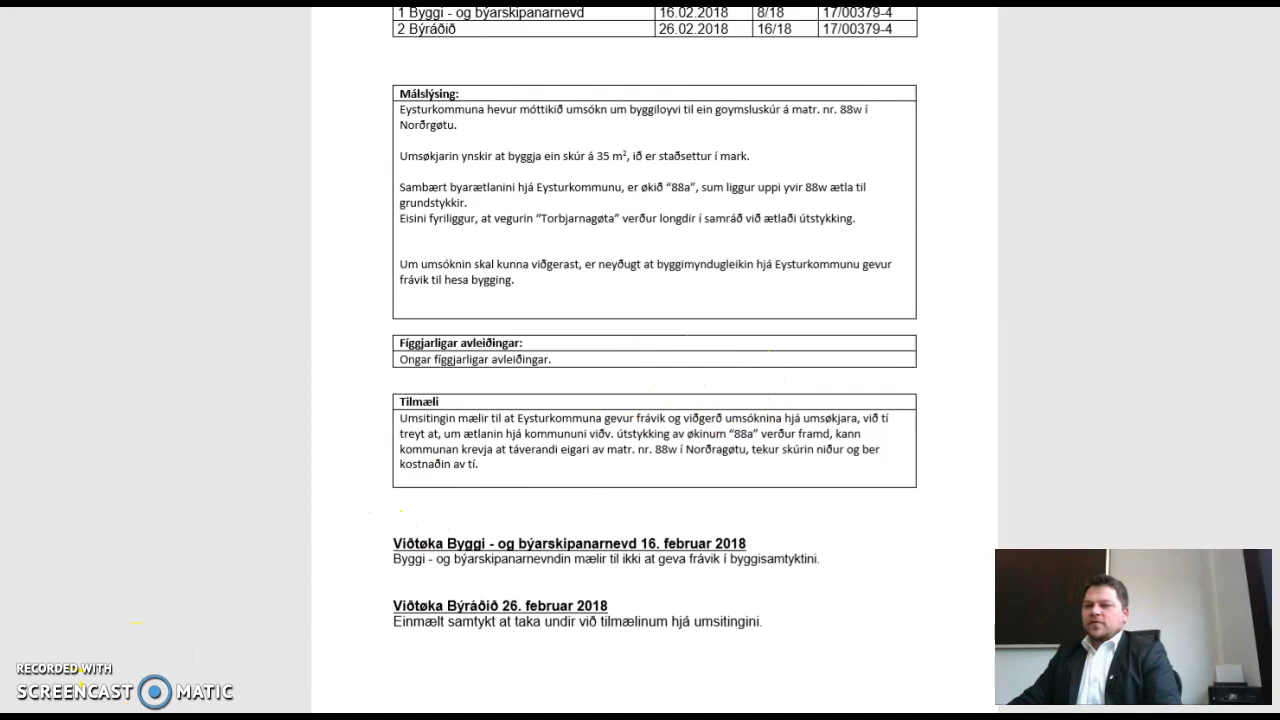 1 Byggi - og býarskipanarnevd 16.02.2018 8/18 17/00379-4
2 Býráðið 26.02.2018 16/18 17/00379-4
Málslýsing:
Eysturkommuna hevur móttikið umsókn um byggiloyvi til ein goymsluskúr á matr. nr. 88w í
Norðrgøtu.
Umsøkjarin ynskir at byggja ein skúr á 35 m², ið er staðsettur í mark.
Sambært byarætlanini hjá Eysturkommunu, er økið “88a”, sum liggur uppi yvir 88w ætla til
grundstykkir.
Eisini fyriliggur, at vegurin “Torbjarnagøta” verður longdir í samráð við ætlaði útstykking.
Um umsóknin skal kunna viðgerast, er neyðugt at byggimyndugleikin hjá Eysturkommunu gevur
frávik til hesa bygging.
Fíggjarligar avleiðingar:
Ongar fíggjarligar avleiðingar.
Tilmæli
Umsitingin mælir til at Eysturkommuna gevur frávik og viðgerð umsóknina hjá umsøkjara, við tí
treyt at, um ætlanin hjá kommununi viðv. útstykking av økinum “88a” verður framd, kann
kommunan krevja at táverandi eigari av matr. nr. 88w í Norðragøtu, tekur skúrin niður og ber
kostnaðin av tí.
Viðtøka Byggi - og býarskipanarnevd 16. februar 2018
Byggi - og býarskipanarnevndin mælir til ikki at geva frávik í byggisamtyktini.
Viðtøka Býráðið 26. februar 2018
Einmælt samtykt at taka undir við tilmælinum hjá umsitingini.
RECORDED WITH
SCREENCAST MATIC